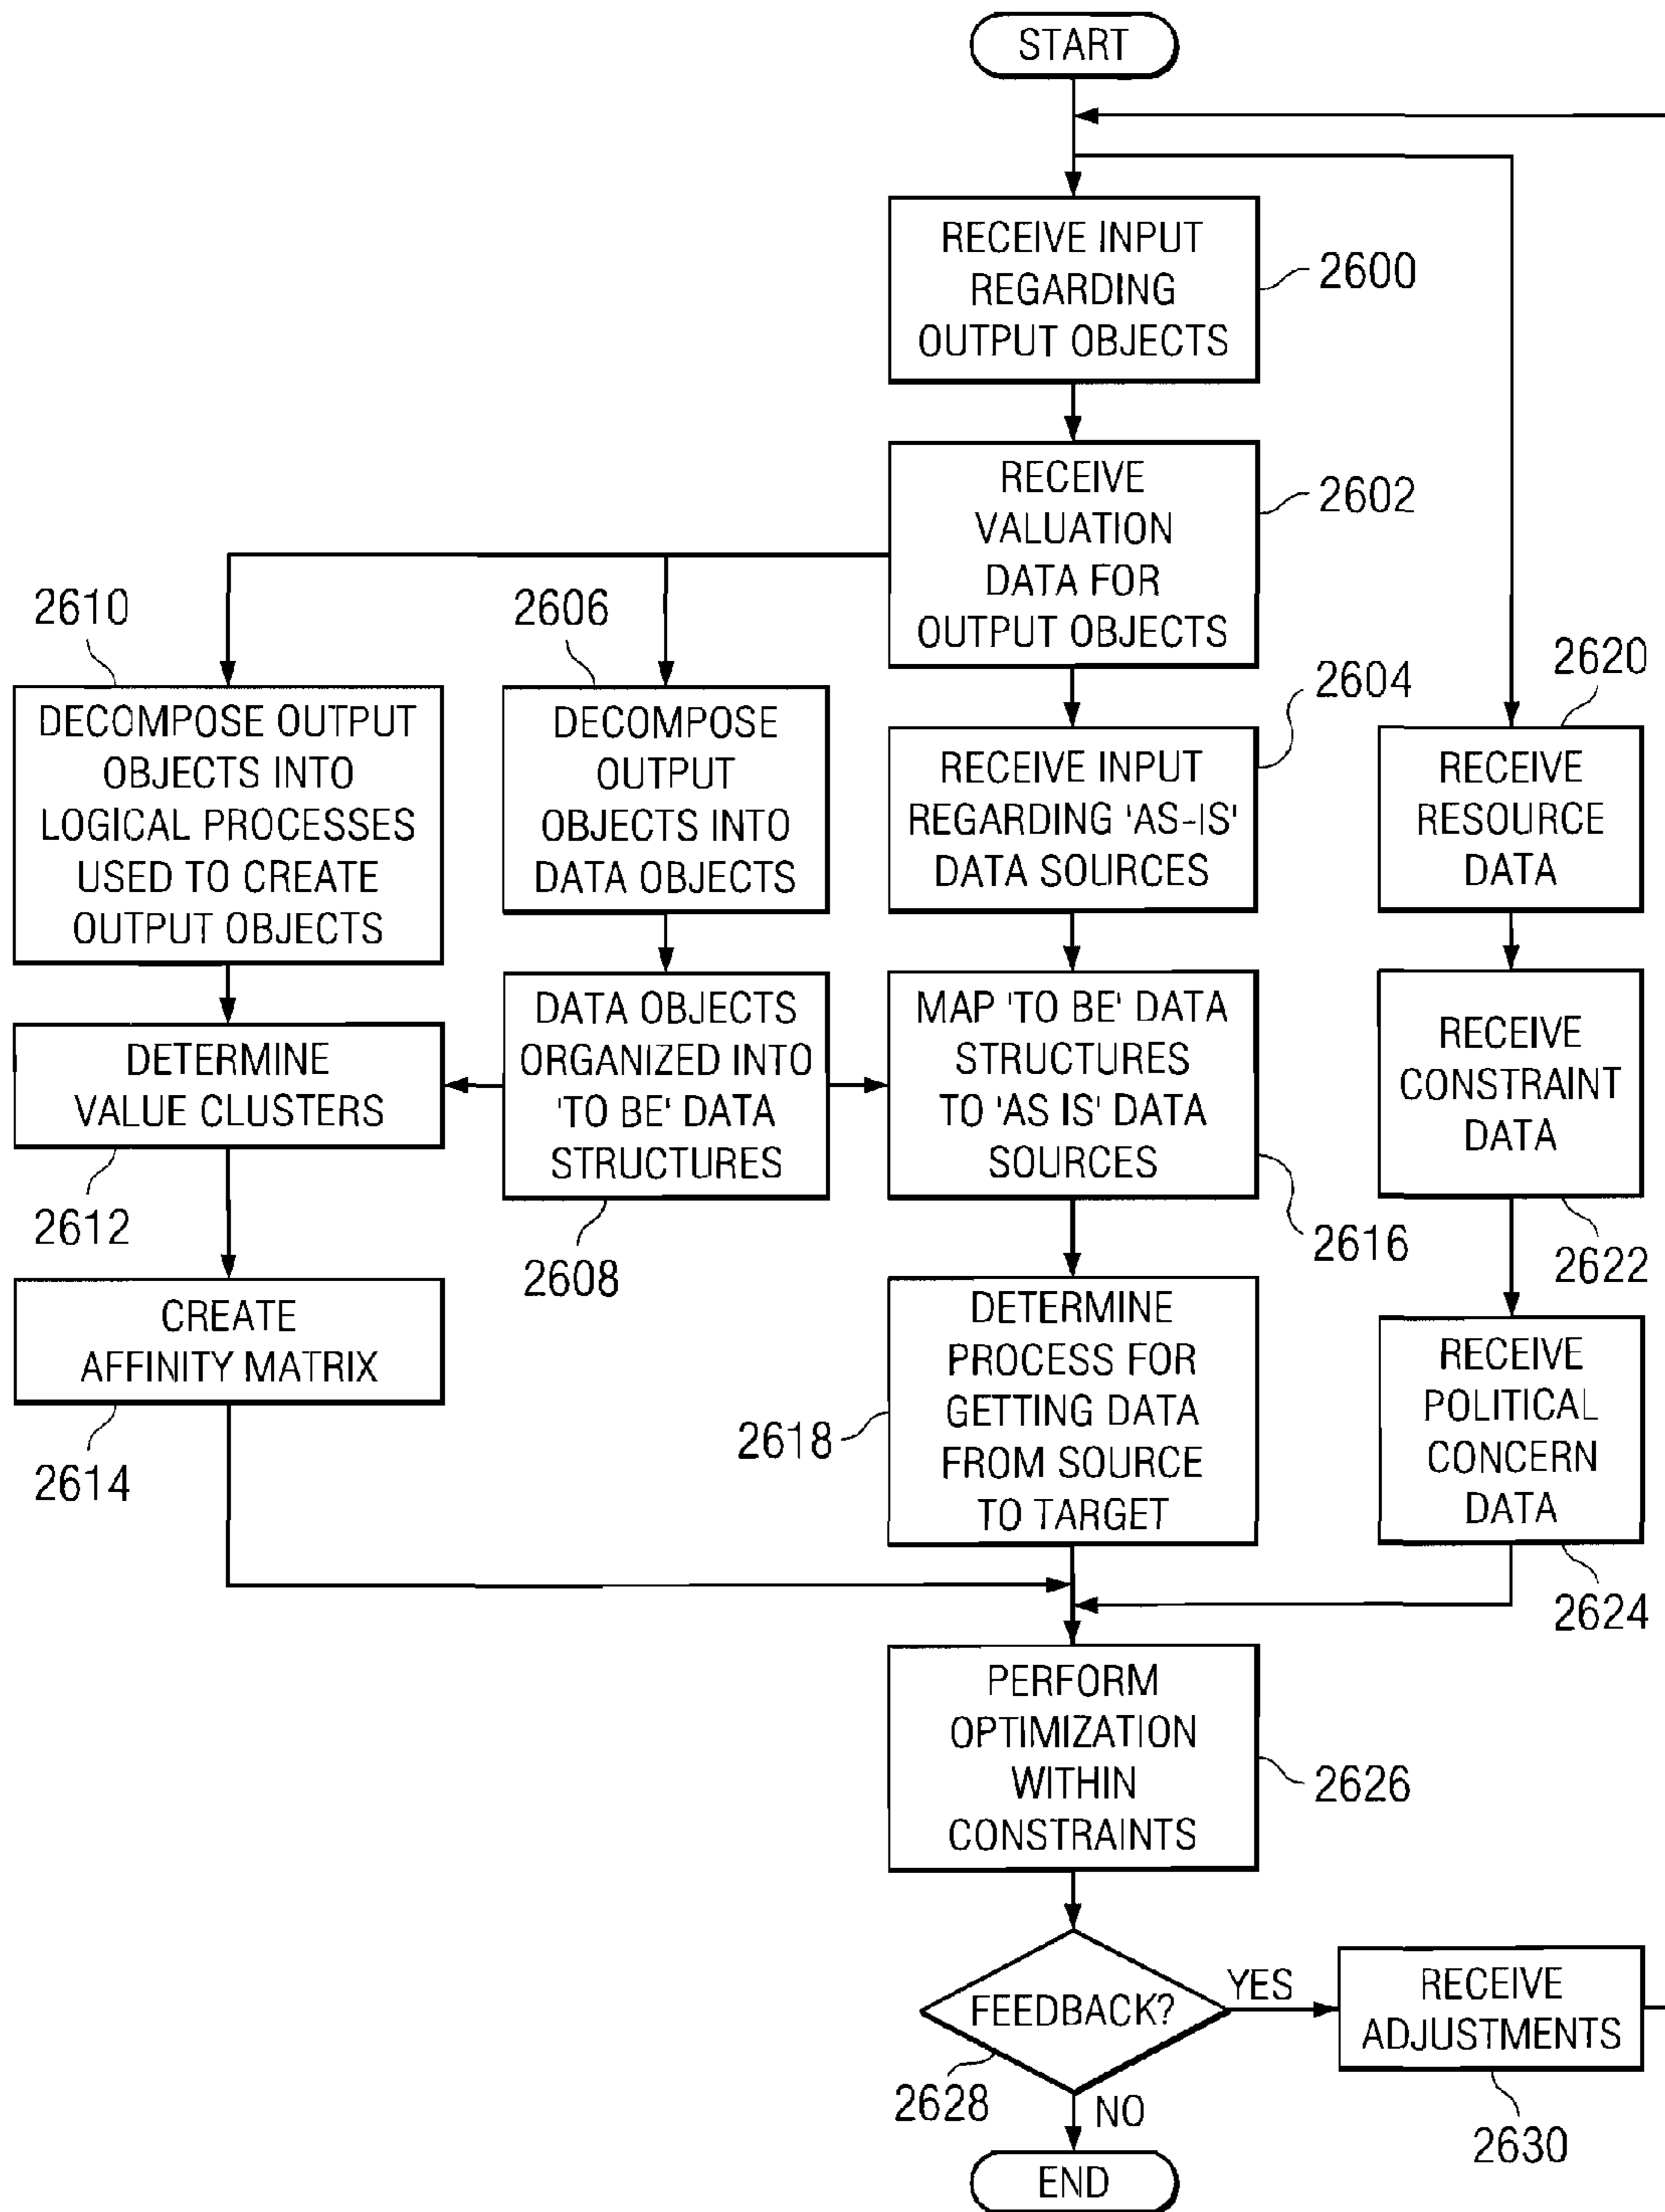 START
RECEIVE INPUT
REGARDING
OUTPUT OBJECTS
2600
RECEIVE
VALUATION
DATA FOR
OUTPUT OBJECTS
2602
2610
DECOMPOSE OUTPUT
OBJECTS INTO
LOGICAL PROCESSES
USED TO CREATE
OUTPUT OBJECTS
2606
DECOMPOSE
OUTPUT
OBJECTS INTO
DATA OBJECTS
2604
RECEIVE INPUT
REGARDING 'AS-IS'
DATA SOURCES
2620
RECEIVE
RESOURCE
DATA
DETERMINE
VALUE CLUSTERS
2612
DATA OBJECTS
ORGANIZED INTO
'TO BE' DATA
STRUCTURES
2608
MAP 'TO BE' DATA
STRUCTURES
TO 'AS IS' DATA
SOURCES
2616
RECEIVE
CONSTRAINT
DATA
2622
CREATE
AFFINITY MATRIX
2614
DETERMINE
PROCESS FOR
GETTING DATA
FROM SOURCE
TO TARGET
2618
RECEIVE
POLITICAL
CONCERN
DATA
2624
PERFORM
OPTIMIZATION
WITHIN
CONSTRAINTS
2626
FEEDBACK?
2628
YES
RECEIVE
ADJUSTMENTS
2630
NO
END